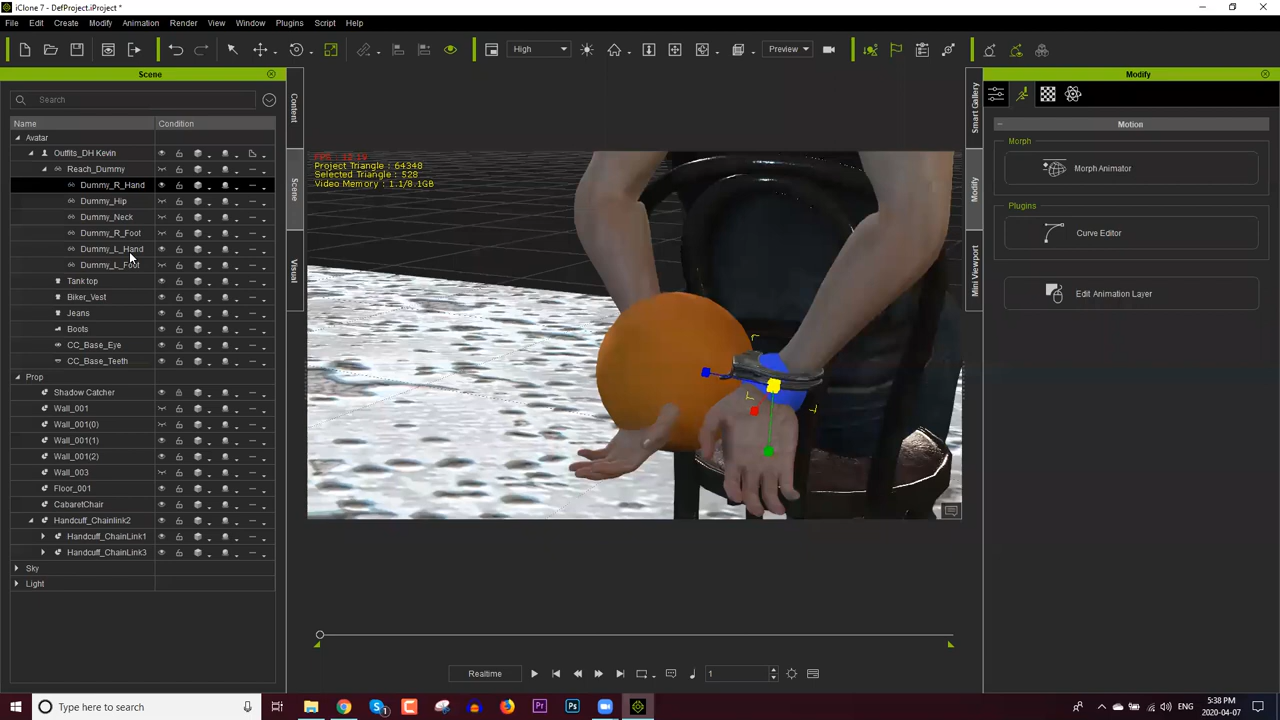 iClone 7 - DefProject.iProject *
File Edit Create Modify Animation Render View Window Plugins Script Help
High
Preview
Scene
Modify
Search
Name Condition
Avatar
Outfits_DH Kevin
Reach_Dummy
Dummy_R_Hand
Dummy_Hip
Dummy_Neck
Dummy_R_Foot
Dummy_L_Hand
Dummy_L_Foot
Tank top
Biker_Vest
Jeans
Boots
CC_Base_Eye
CC_Base_Teeth
Prop
Shadow Catcher
Wall_001
Wall_001(0)
Wall_001(1)
Wall_001(2)
Wall_003
Floor_001
CabaretChair
Handcuff_Chainlink2
Handcuff_ChainLink1
Handcuff_ChainLink3
Sky
Light
Content
Scene
Visual
Project Triangle : 64348
Selected Triangle : 528
Video Memory : 1.1/8.1GB
Smart Gallery
Modify
Mini Viewport
Motion
Morph
Morph Animator
Plugins
Curve Editor
Edit Animation Layer
Realtime
1
Type here to search
ENG
5:38 PM
2020-04-07